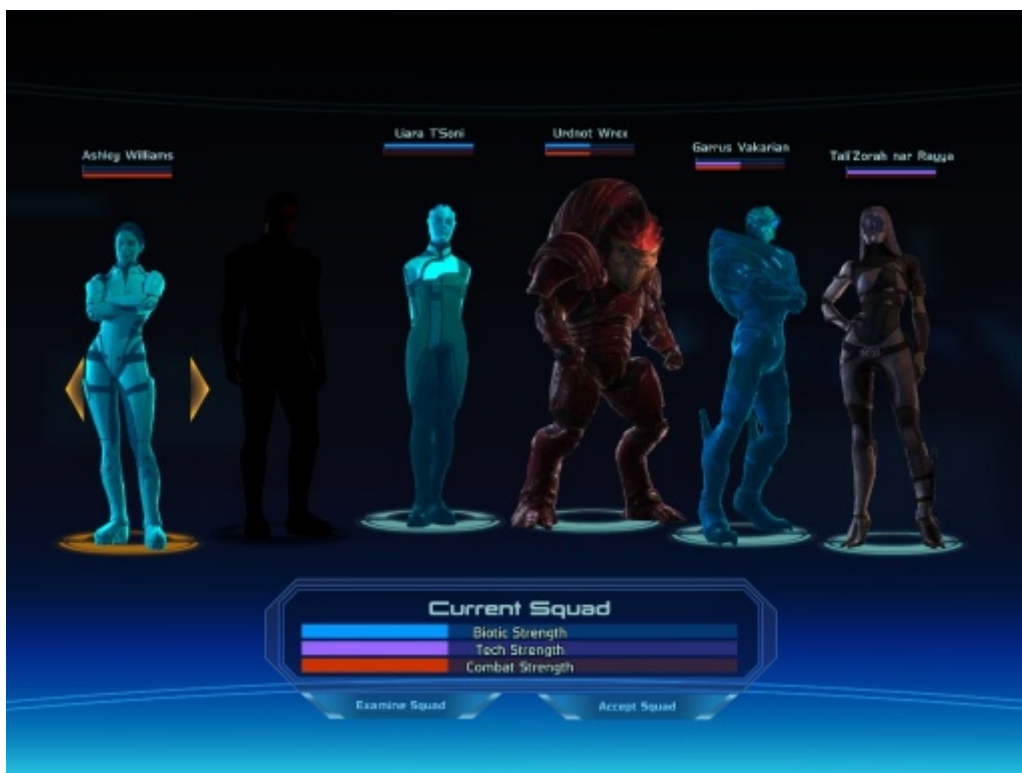 Ashley Williams
Liara T'Soni
Urdnot Wrex
Garrus Vakarian
Tali'Zorah nar Rayya
Current Squad
Biotic Strength
Tech Strength
Combat Strength
Examine Squad
Accept Squad